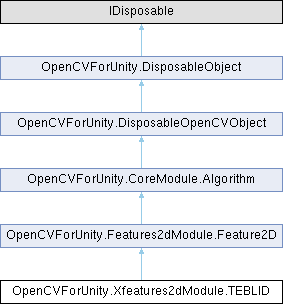 IDisposable
OpenCVForUnity.DisposableObject
OpenCVForUnity.DisposableOpenCVObject
OpenCVForUnity.CoreModule.Algorithm
OpenCVForUnity.Features2dModule.Feature2D
OpenCVForUnity.Xfeatures2dModule.TEBLID